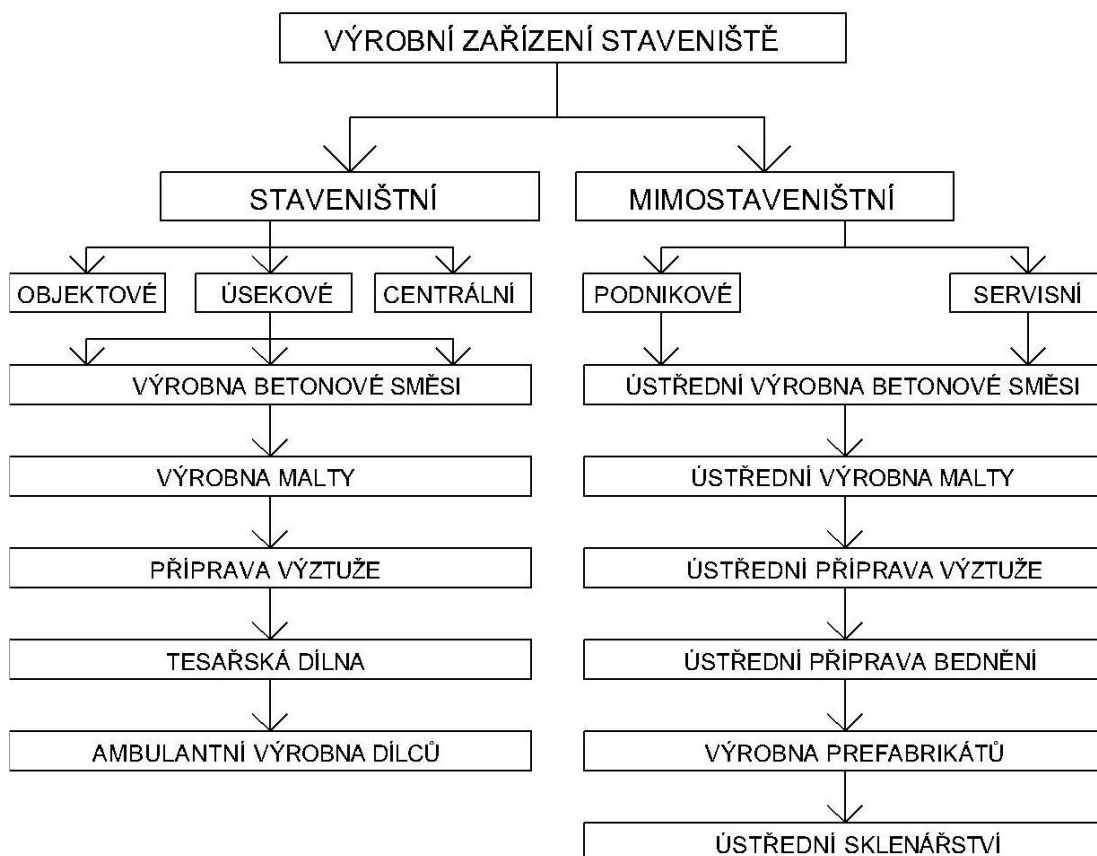 VÝROBNÍ ZAŘÍZENÍ STAVENIŠTĚ
STAVENIŠTNÍ
MIMOSTAVENIŠTNÍ
OBJEKTOVÉ
ÚSEKOVÉ
CENTRÁLNÍ
PODNIKOVÉ
SERVISNÍ
VÝROBNA BETONOVÉ SMĚSI
ÚSTŘEDNÍ VÝROBNA BETONOVÉ SMĚSI
VÝROBNA MALTY
ÚSTŘEDNÍ VÝROBNA MALTY
PŘÍPRAVA VÝZTUŽE
ÚSTŘEDNÍ PŘÍPRAVA VÝZTUŽE
TESAŘSKÁ DÍLNA
ÚSTŘEDNÍ PŘÍPRAVA BEDNĚNÍ
AMBULANTNÍ VÝROBNA DÍLCŮ
VÝROBNA PREFABRIKÁTŮ
ÚSTŘEDNÍ SKLENÁŘSTVÍ